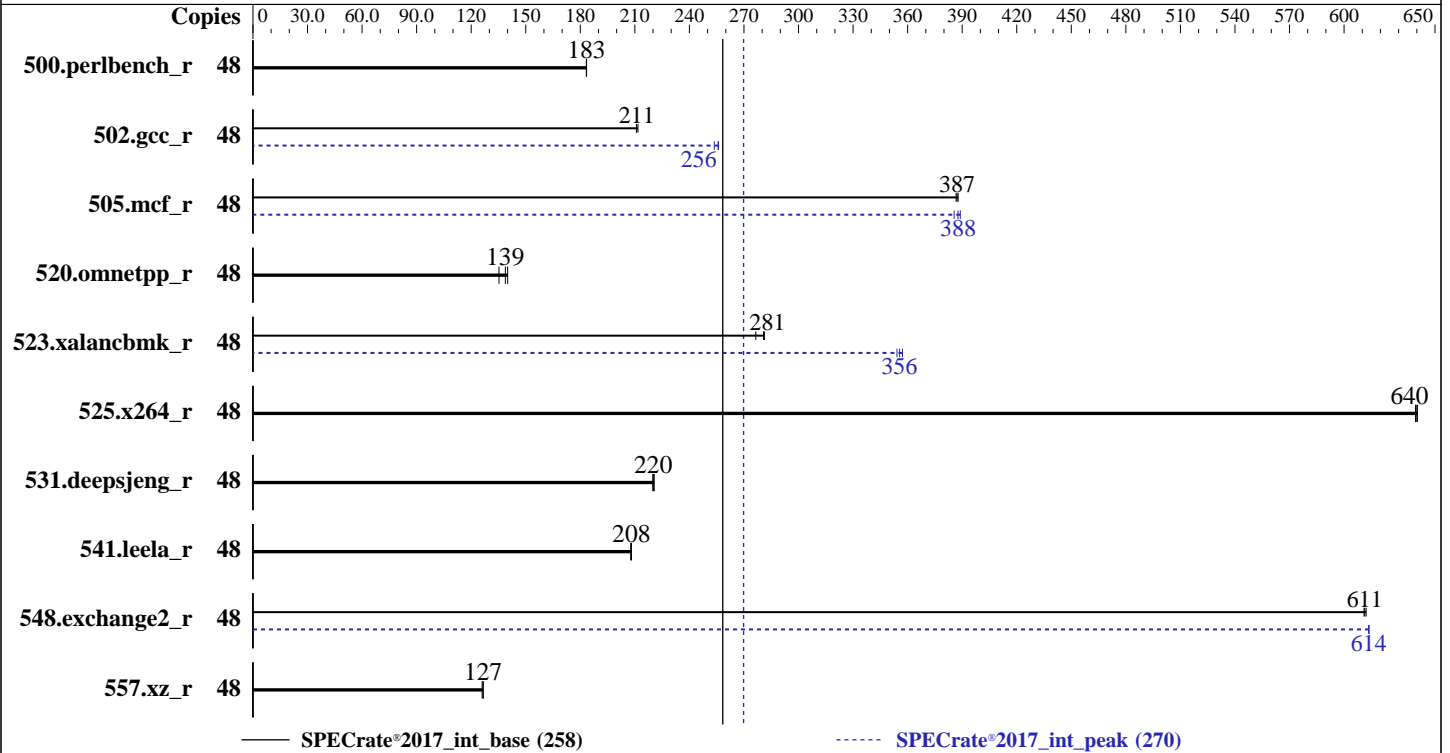 Copies 0 30.0 60.0 90.0 120 150 180 210 240 270 300 330 360 390 420 450 480 510 540 570 600 650
183
500.perlbench_r 48
211
502.gcc_r 48
256
387
505.mcf_r 48
388
139
520.omnetpp_r 48
281
523.xalancbmk_r 48
356
640
525.x264_r 48
220
531.deepsjeng_r 48
208
541.leela_r 48
611
548.exchange2_r 48
614
127
557.xz_r 48
SPECrate®2017_int_base (258) SPECrate®2017_int_peak (270)